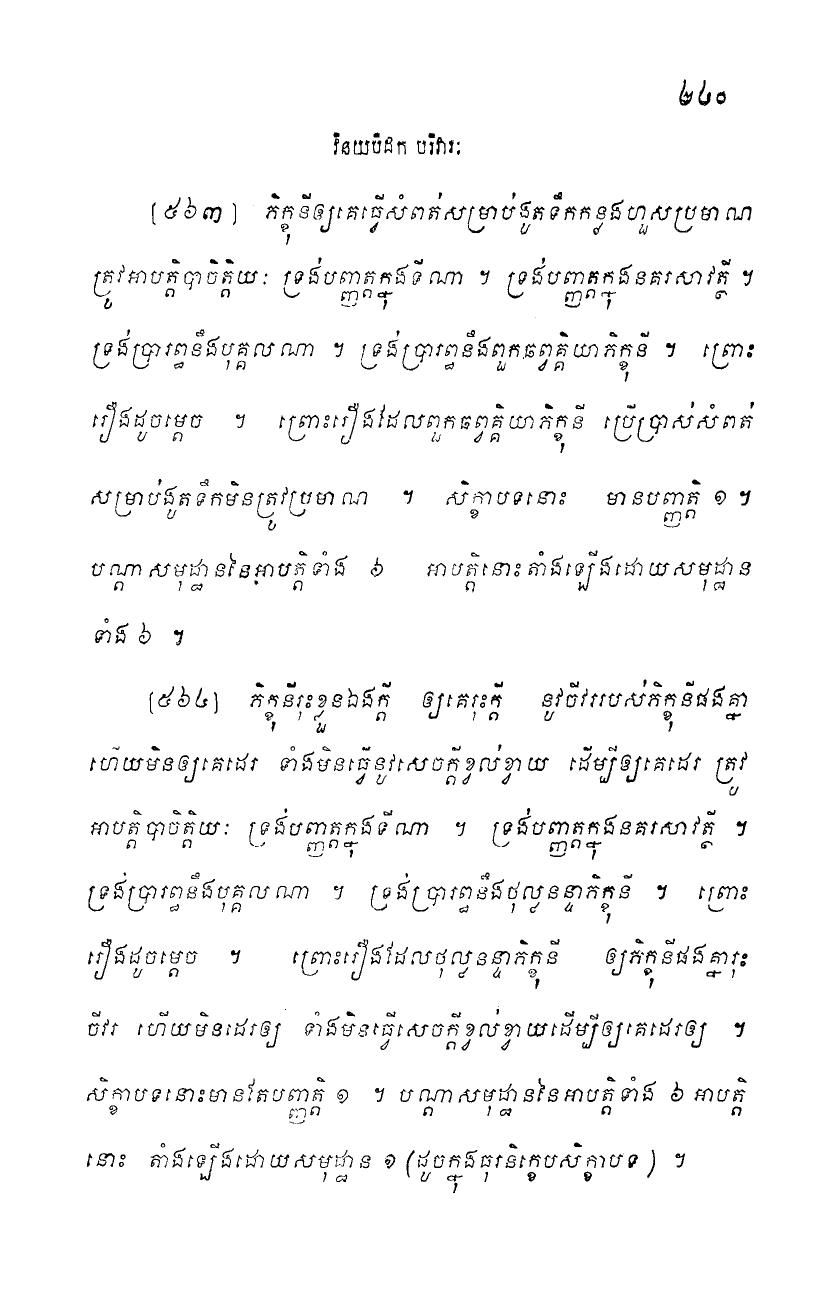 ២៤០
វិនយបិដក បរិវារៈ
[៥៦៣] ភិក្ខុនីឲ្យគេធ្វើសំពត់សម្រាប់ងូតទឹកកន្លងហួសប្រមាណ
ត្រូវអាបត្តិបាចិត្តិយៈ ទ្រង់បញ្ញត្តក្នុងទីណា ។ ទ្រង់បញ្ញត្តក្នុងនគរសាវត្ថី ។
ទ្រង់ប្រារព្ធនឹងបុគ្គលណា ។ ទ្រង់ប្រារព្ធនឹងពួកឆព្វគ្គិយាភិក្ខុនី ។ ព្រោះ
រឿងដូចម្តេច ។ ព្រោះរឿងដែលពួកឆព្វគ្គិយាភិក្ខុនី ប្រើប្រាស់សំពត់
សម្រាប់ងូតទឹកមិនត្រូវប្រមាណ ។ សិក្ខាបទនោះ មានបញ្ញត្តិ ១ ។
បណ្តាសមុដ្ឋាននៃអាបត្តិទាំង ៦ អាបត្តិនោះតាំងឡើងដោយសមុដ្ឋាន
ទាំង ៦ ។
[៥៦៤] ភិក្ខុនីរុះខ្លួនឯងក្តី ឲ្យគេរុះក្តី នូវចីវររបស់ភិក្ខុនីផងគ្នា
ហើយមិនឲ្យគេដេរ ទាំងមិនធ្វើនូវសេចក្តីខ្វល់ខ្វាយ ដើម្បីឲ្យគេដេរ ត្រូវ
អាបត្តិបាចិត្តិយៈ ទ្រង់បញ្ញត្តក្នុងទីណា ។ ទ្រង់បញ្ញត្តក្នុងនគរសាវត្ថី ។
ទ្រង់ប្រារព្ធនឹងបុគ្គលណា ។ ទ្រង់ប្រារព្ធនឹងថុល្លនន្ទាភិក្ខុនី ។ ព្រោះ
រឿងដូចម្តេច ។ ព្រោះរឿងដែលថុល្លនន្ទាភិក្ខុនី ឲ្យភិក្ខុនីផងគ្នារុះ
ចីវរ ហើយមិនដេរឲ្យ ទាំងមិនធ្វើសេចក្តីខ្វល់ខ្វាយដើម្បីឲ្យគេដេរឲ្យ ។
សិក្ខាបទនោះមានតែបញ្ញត្តិ ១ ។ បណ្តាសមុដ្ឋាននៃអាបត្តិទាំង ៦ អាបត្តិ
នោះ តាំងឡើងដោយសមុដ្ឋាន ១ (ដូចក្នុងធុរនិក្ខេបសិក្ខាបទ) ។